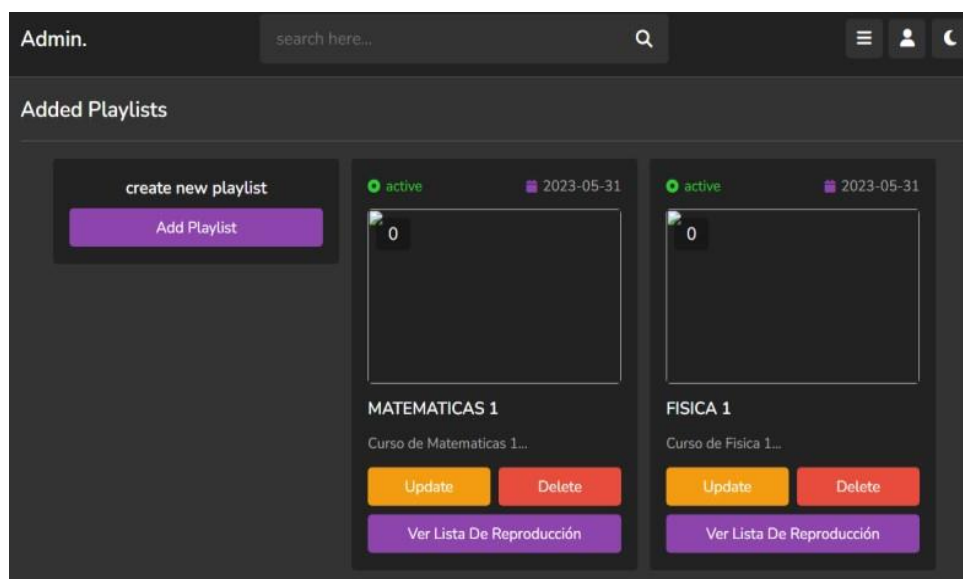 Admin.
search here...
Added Playlists
create new playlist
Add Playlist
active 2023-05-31
0
MATEMATICAS 1
Curso de Matematicas 1...
Update Delete
Ver Lista De Reproducción
active 2023-05-31
0
FISICA 1
Curso de Fisica 1...
Update Delete
Ver Lista De Reproducción